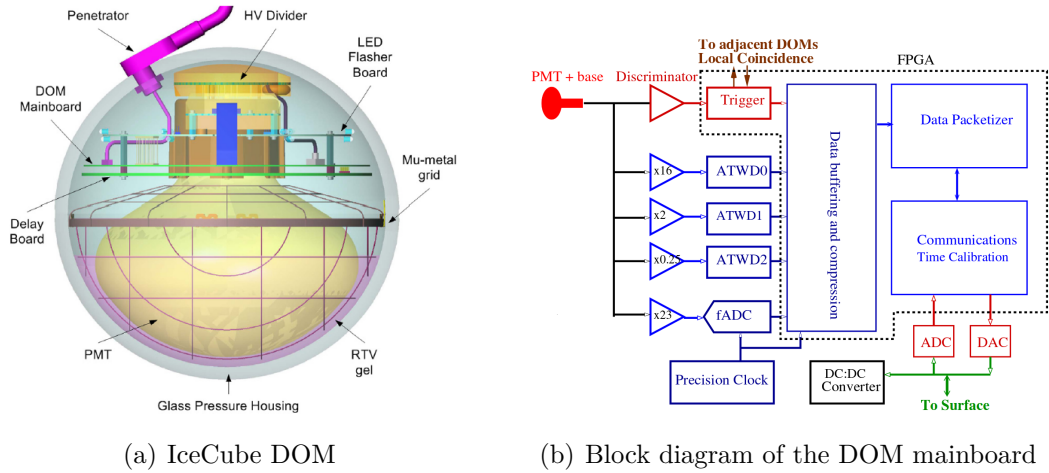 Penetrator
HV Divider
LED
Flasher
Board
DOM
Mainboard
Mu-metal
grid
Delay
Board
PMT
RTV
gel
Glass Pressure Housing
(a) IceCube DOM
To adjacent DOMs
Local Coincidence
FPGA
PMT + base
Discriminator
Trigger
Data buffering and compression
Data Packetizer
x16
ATWD0
x2
ATWD1
x0.25
ATWD2
x23
fADC
Communications
Time Calibration
ADC
DAC
Precision Clock
DC:DC
Converter
To Surface
(b) Block diagram of the DOM mainboard